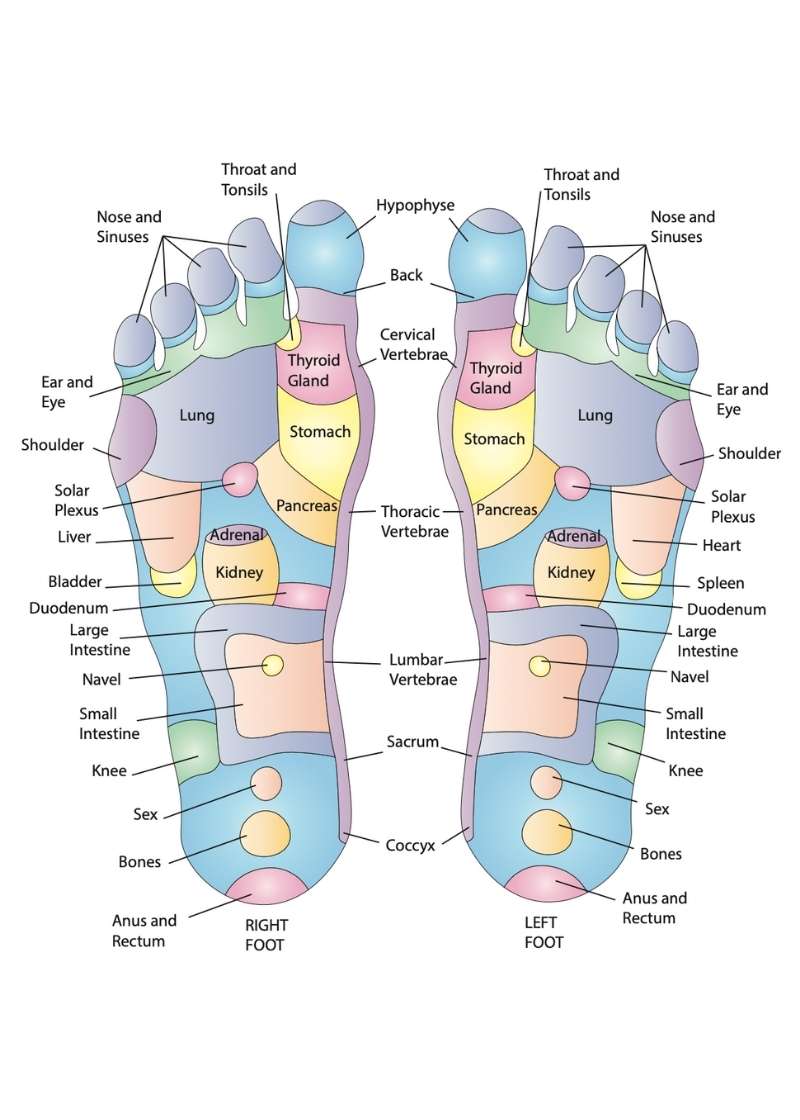 Throat and
Tonsils
Throat and
Tonsils
Hypophyse
Nose and
Sinuses
Nose and
Sinuses
Back
Cervical
Vertebrae
Thyroid
Gland
Thyroid
Gland
Ear and
Eye
Ear and
Eye
Lung
Lung
Stomach
Stomach
Shoulder
Shoulder
Solar
Plexus
Solar
Plexus
Pancreas
Pancreas
Thoracic
Vertebrae
Liver
Adrenal
Adrenal
Heart
Bladder
Kidney
Kidney
Spleen
Duodenum
Duodenum
Large
Intestine
Large
Intestine
Navel
Lumbar
Vertebrae
Navel
Small
Intestine
Small
Intestine
Sacrum
Knee
Knee
Sex
Sex
Coccyx
Bones
Bones
Anus and
Rectum
Anus and
Rectum
RIGHT
FOOT
LEFT
FOOT